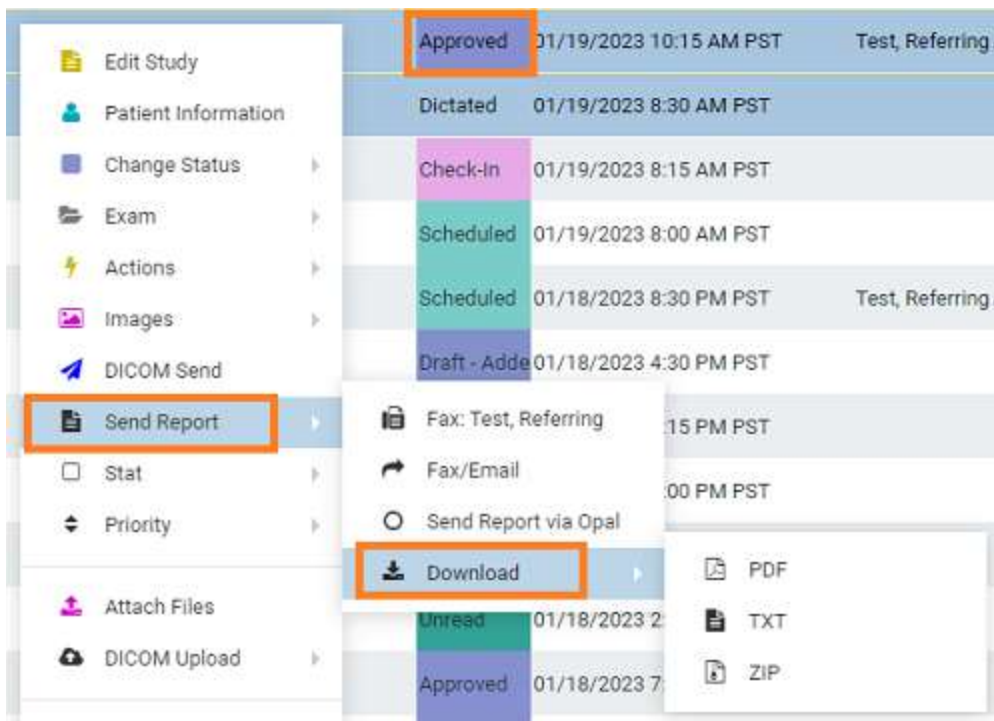 Edit Study
Patient Information
Change Status
Exam
Actions
Images
DICOM Send
Send Report
Stat
Priority
Attach Files
DICOM Upload
Fax: Test, Referring
Fax/Email
Send Report via Opal
Download
PDF
TXT
ZIP
Approved 01/19/2023 10:15 AM PST Test, Referring
Dictated 01/19/2023 8:30 AM PST
Check-In 01/19/2023 8:15 AM PST
Scheduled 01/19/2023 8:00 AM PST
Scheduled 01/18/2023 8:30 PM PST Test, Referring
Draft - Adde 01/18/2023 4:30 PM PST
:15 PM PST
:00 PM PST
Unread 01/18/2023 2
Approved 01/18/2023 7